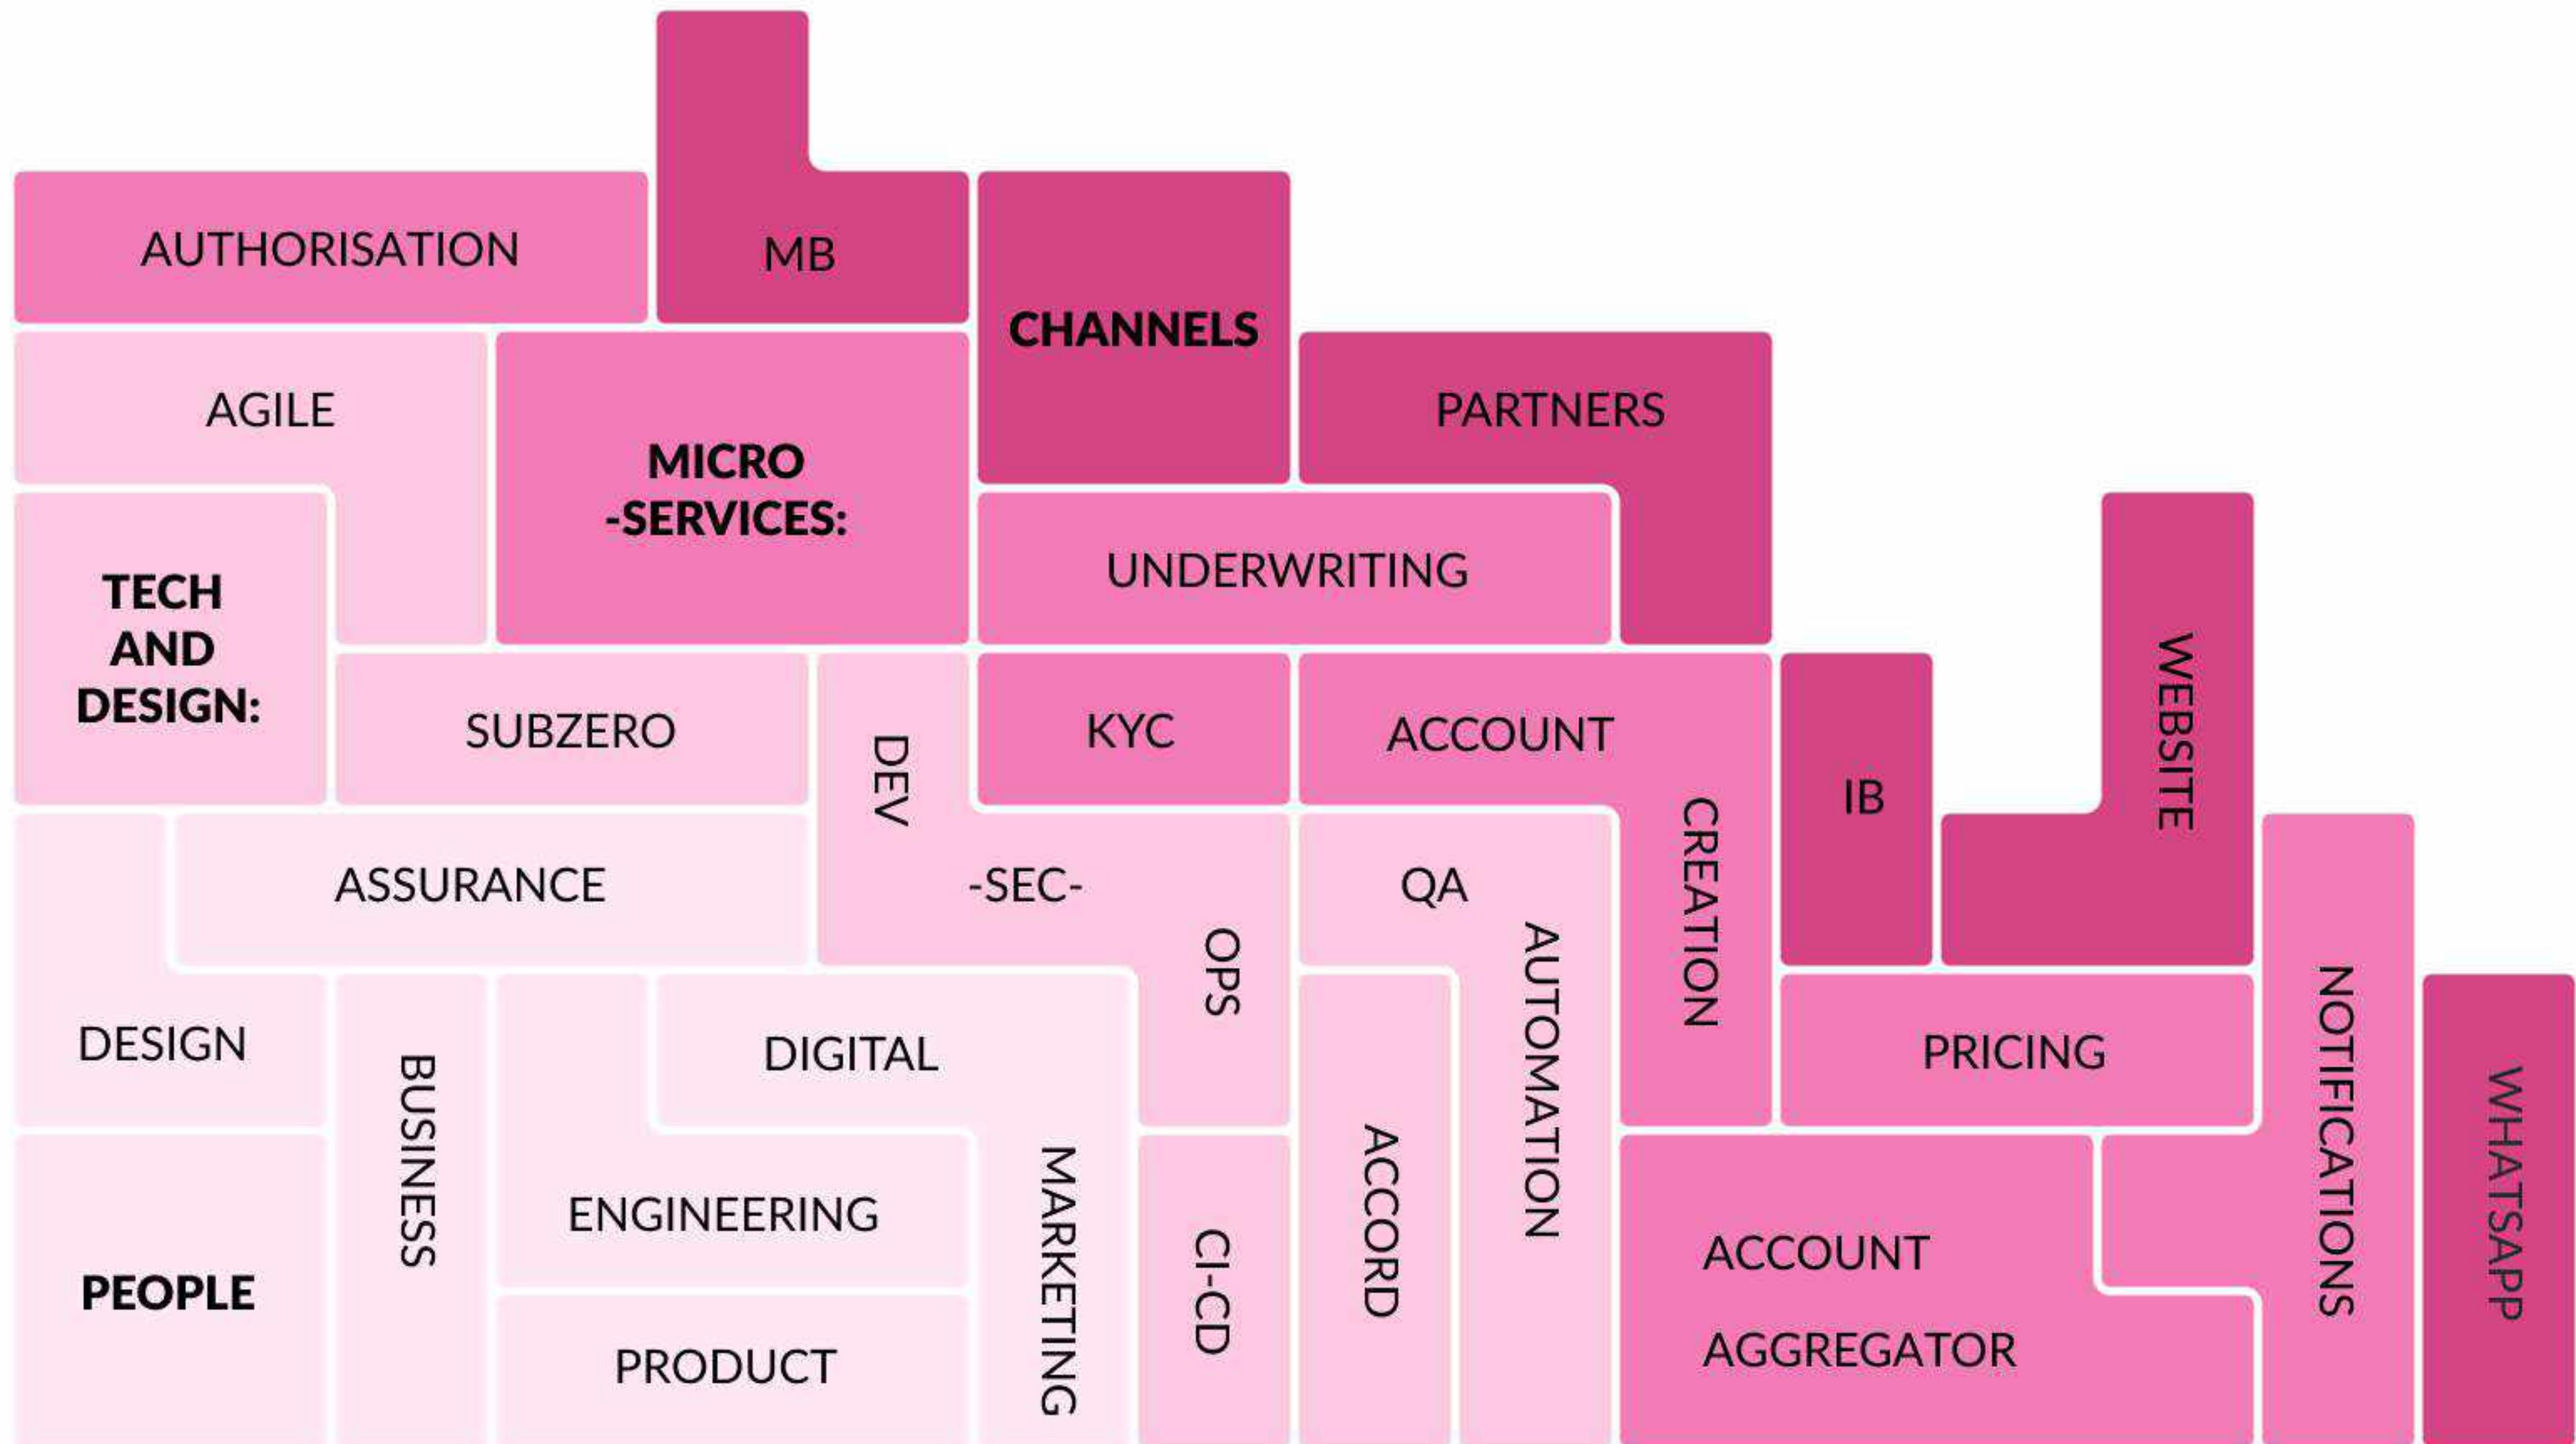 AUTHORISATION
MB
CHANNELS
AGILE
MICRO
-SERVICES:
PARTNERS
TECH
AND
DESIGN:
UNDERWRITING
SUBZERO
DEV
-SEC-
OPS
KYC
ACCOUNT
CREATION
IB
WEBSITE
ASSURANCE
QA
AUTOMATION
DESIGN
BUSINESS
DIGITAL
MARKETING
ENGINEERING
PRODUCT
PEOPLE
CI-CD
ACCORD
PRICING
NOTIFICATIONS
WHATSAPP
ACCOUNT
AGGREGATOR